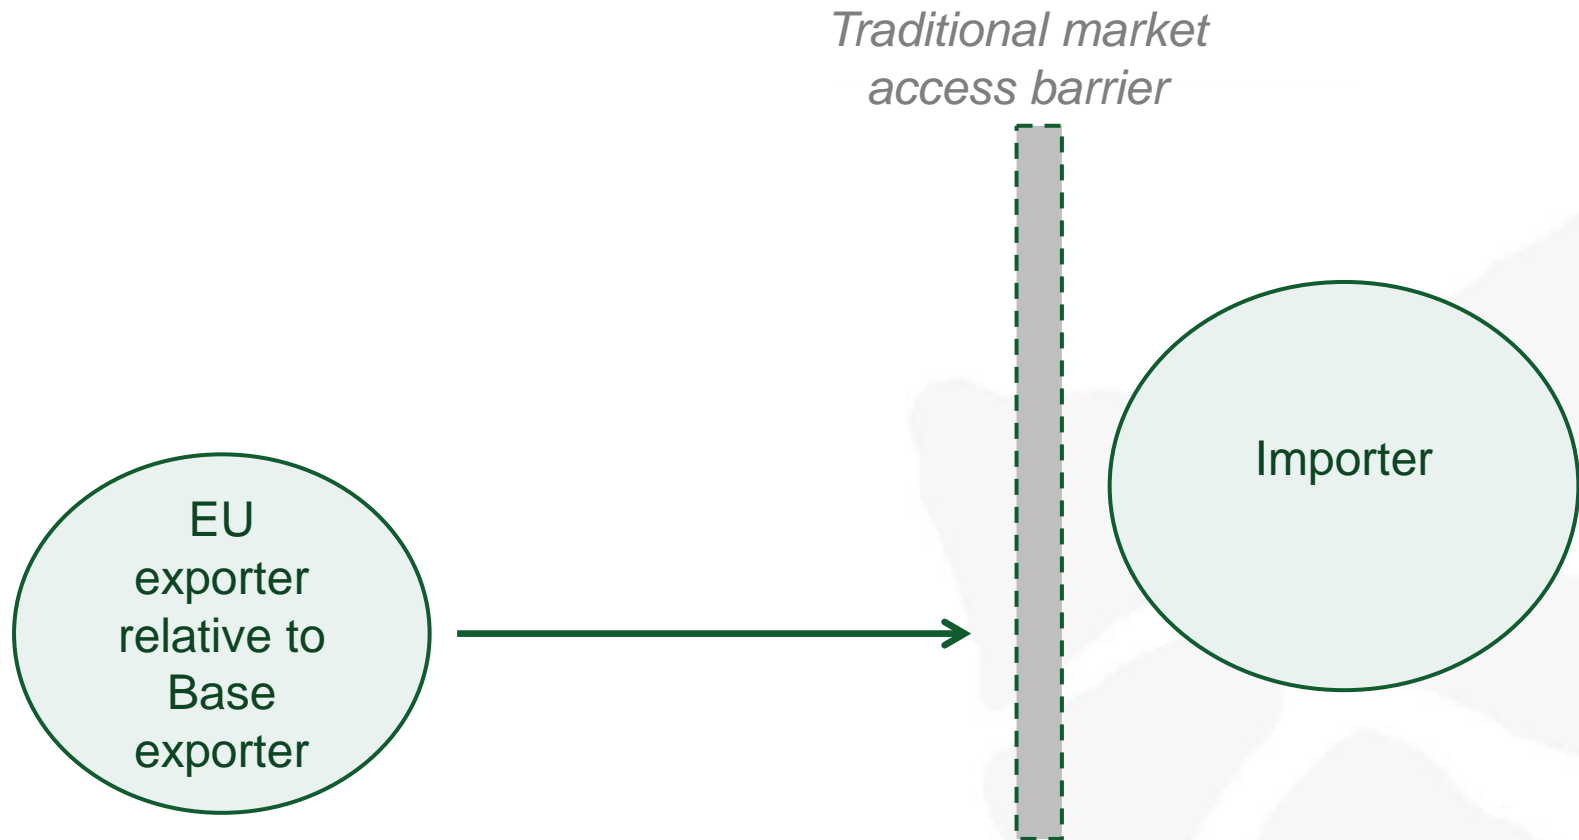 Traditional market
access barrier
Importer
EU
exporter
relative to
Base
exporter